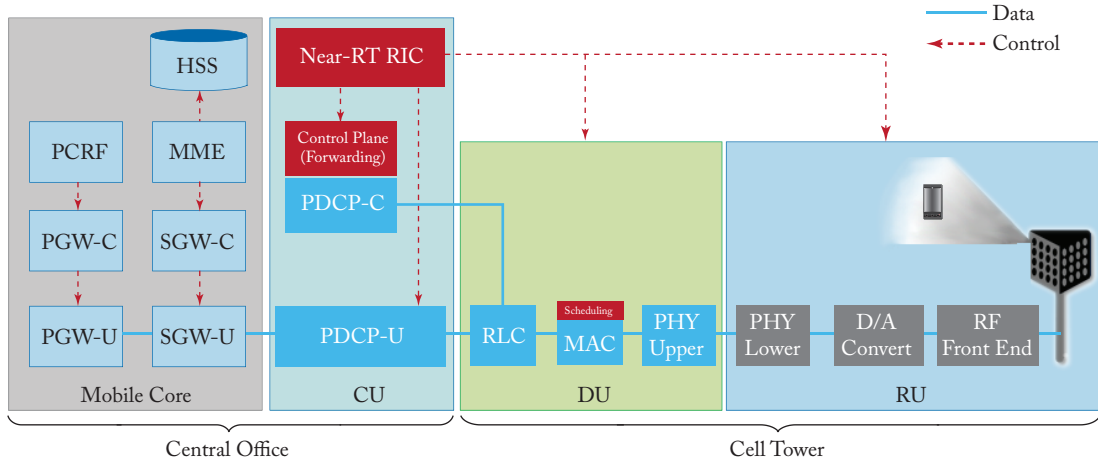 Data
Control
HSS
Near-RT RIC
PCRF
MME
Control Plane
(Forwarding)
PDCP-C
PGW-C
SGW-C
PGW-U
SGW-U
PDCP-U
RLC
Scheduling
MAC
PHY
Upper
PHY
Lower
D/A
Convert
RF
Front End
Mobile Core
CU
DU
RU
Central Office
Cell Tower